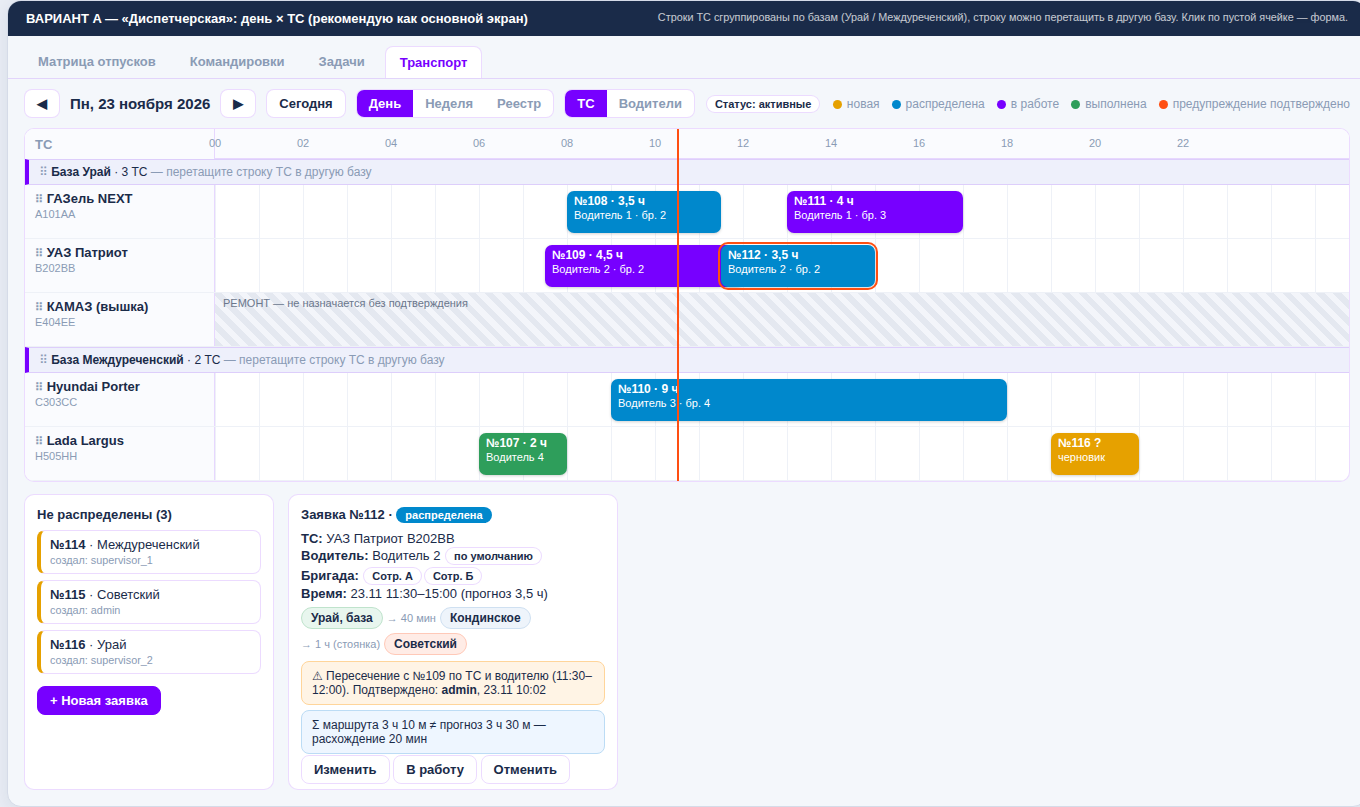 ВАРИАНТ A — «Диспетчерская»: день × ТС (рекомендую как основной экран)
Строки ТС сгруппированы по базам (Урай / Междуреченский), строку можно перетащить в другую базу. Клик по пустой ячейке — форма.
Матрица отпусков Командировки Задачи Транспорт
◀ Пн, 23 ноября 2026 ▶ Сегодня День Неделя Реестр ТС Водители Статус: активные новая распределена в работе выполнена предупреждение подтверждено
ТС 00 02 04 06 08 10 12 14 16 18 20 22
⠿ База Урай · 3 ТС — перетащите строку ТС в другую базу
⠿ ГАЗель NEXT
А101АА
№108 · 3,5 ч
Водитель 1 · бр. 2
№111 · 4 ч
Водитель 1 · бр. 3
⠿ УАЗ Патриот
В202ВВ
№109 · 4,5 ч
Водитель 2 · бр. 2
№112 · 3,5 ч
Водитель 2 · бр. 2
⠿ КАМАЗ (вышка)
Е404ЕЕ
РЕМОНТ — не назначается без подтверждения
⠿ База Междуреченский · 2 ТС — перетащите строку ТС в другую базу
⠿ Hyundai Porter
С303СС
№110 · 9 ч
Водитель 3 · бр. 4
⠿ Lada Largus
Н505НН
№107 · 2 ч
Водитель 4
№116 ?
черновик
Не распределены (3)
№114 · Междуреченский
создал: supervisor_1
№115 · Советский
создал: admin
№116 · Урай
создал: supervisor_2
+ Новая заявка
Заявка №112 · распределена
ТС: УАЗ Патриот В202ВВ
Водитель: Водитель 2 по умолчанию
Бригада: Сотр. А Сотр. Б
Время: 23.11 11:30–15:00 (прогноз 3,5 ч)
Урай, база → 40 мин Кондинское
→ 1 ч (стоянка) Советский
⚠ Пересечение с №109 по ТС и водителю (11:30–
12:00). Подтверждено: admin, 23.11 10:02
Σ маршрута 3 ч 10 м ≠ прогноз 3 ч 30 м —
расхождение 20 мин
Изменить В работу Отменить